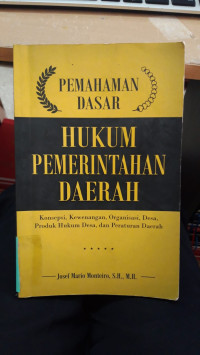 PEMAHAMAN
DASAR
HUKUM
PEMERINTAHAN
DAERAH
Konsepsi, Kewenangan, Organisasi, Desa,
Produk Hukum Desa, dan Peraturan Daerah
Josef Mario Monteiro, S.H., M.H.